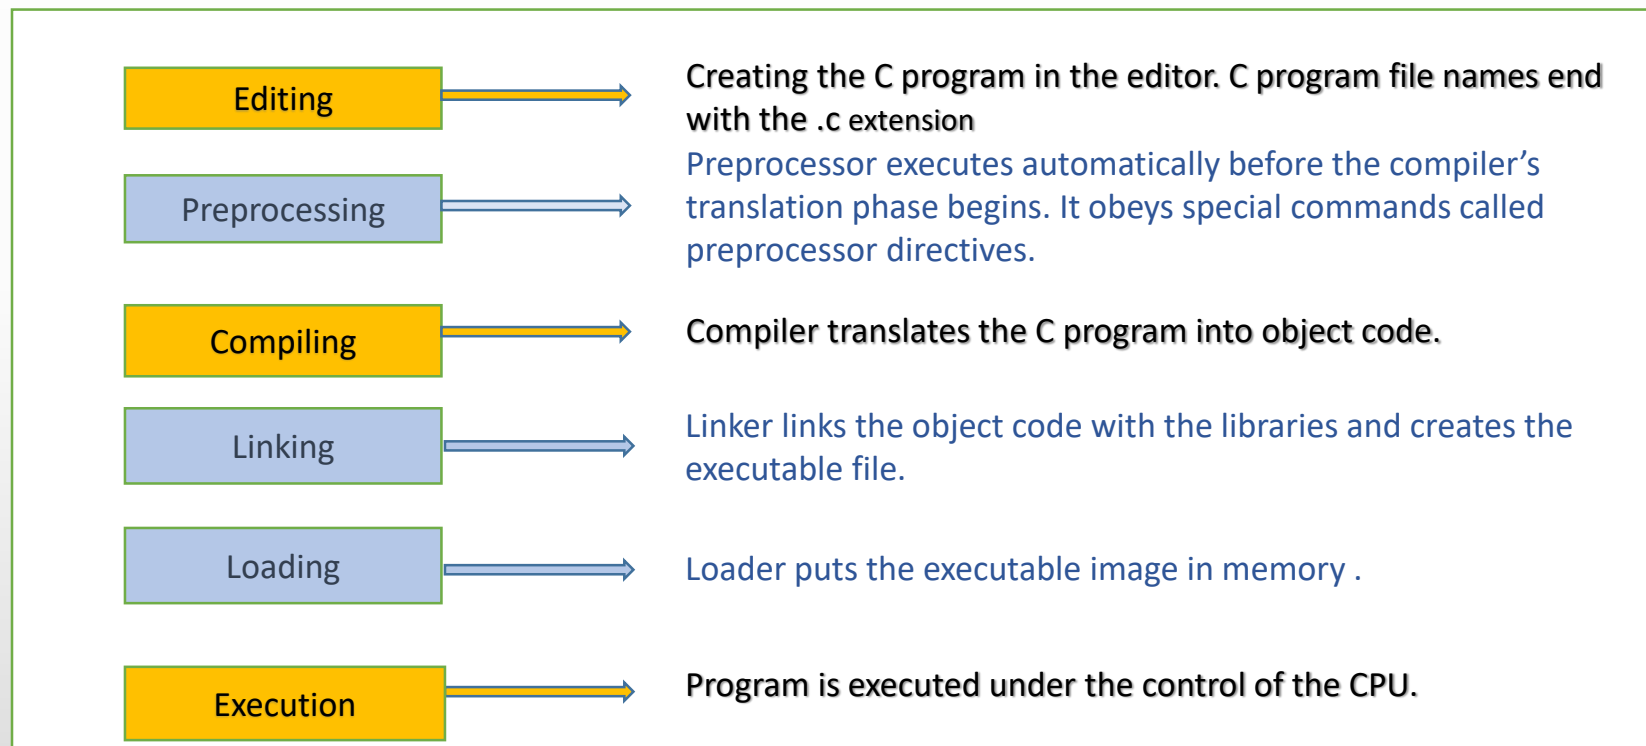 Editing
Creating the C program in the editor. C program file names end
with the .c extension
Preprocessing
Preprocessor executes automatically before the compiler’s
translation phase begins. It obeys special commands called
preprocessor directives.
Compiling
Compiler translates the C program into object code.
Linking
Linker links the object code with the libraries and creates the
executable file.
Loading
Loader puts the executable image in memory .
Execution
Program is executed under the control of the CPU.